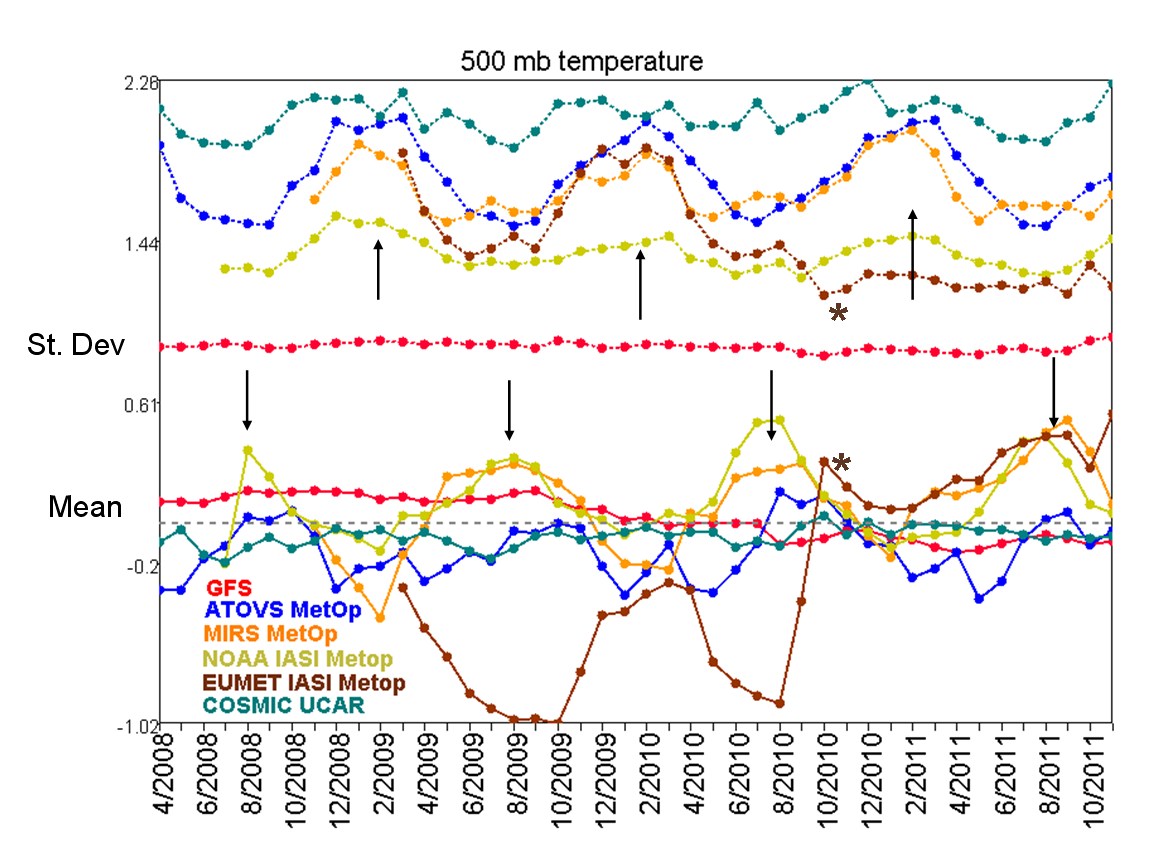 500 mb temperature
2.26
1.44
*
St. Dev
0.61
*
Mean
-0.2
GFS
ATOVS MetOp
MIRS MetOp
NOAA IASI Metop
EUMET IASI Metop
COSMIC UCAR
-1.02
4/2008 6/2008 8/2008 10/2008 12/2008 2/2009 4/2009 6/2009 8/2009 10/2009 12/2009 2/2010 4/2010 6/2010 8/2010 10/2010 12/2010 2/2011 4/2011 6/2011 8/2011 10/2011